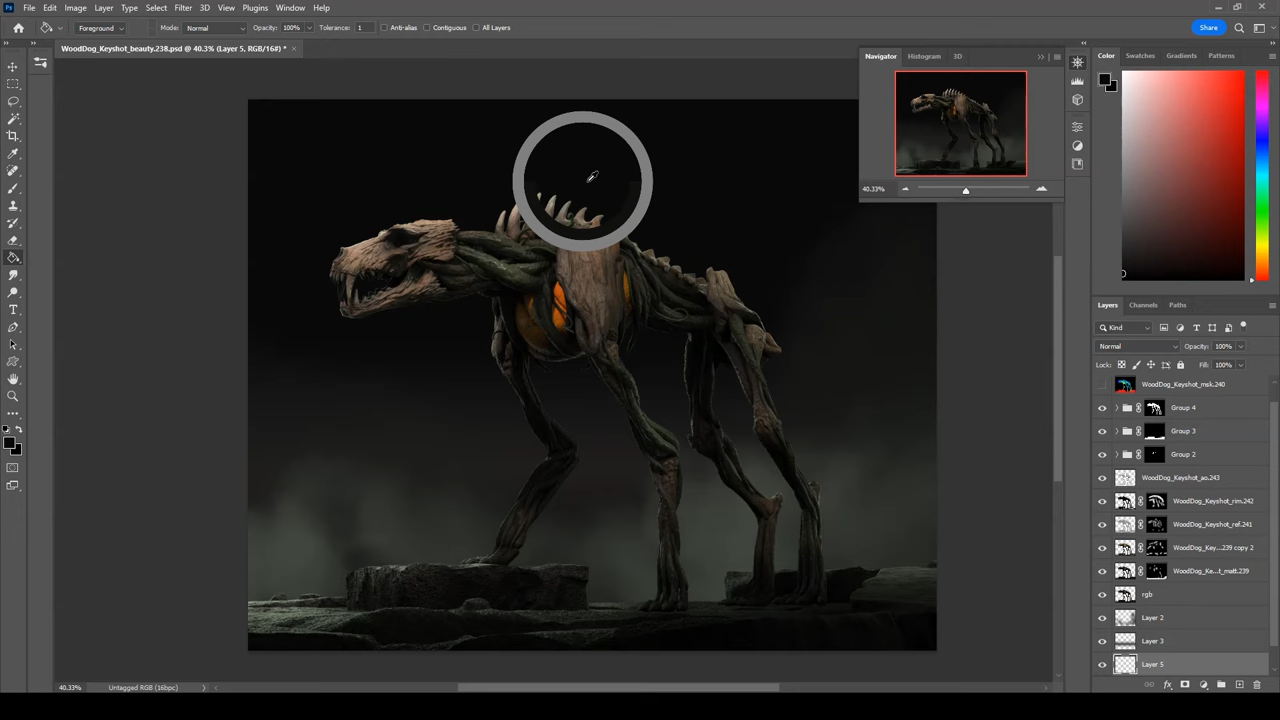 Ps File Edit Image Layer Type Select Filter 3D View Plugins Window Help
Foreground Mode: Normal Opacity: 100% Tolerance: 1 Anti-alias Contiguous All Layers Share
WoodDog_Keyshot_beauty.238.psd @ 40.3% (Layer 5, RGB/16#) * ×
Navigator Histogram 3D
40.33%
Color Swatches Gradients Patterns
Layers Channels Paths
Kind
Normal Opacity: 100%
Lock: Fill: 100%
WoodDog_Keyshot_msk.240
Group 4
Group 3
Group 2
WoodDog_Keyshot_ao.243
WoodDog_Keyshot_rim.242
WoodDog_Keyshot_ref.241
WoodDog_Key...239 copy 2
WoodDog_Ke...t_matt.239
rgb
Layer 2
Layer 3
Layer 5
fx
40.33% Untagged RGB (16bpc)